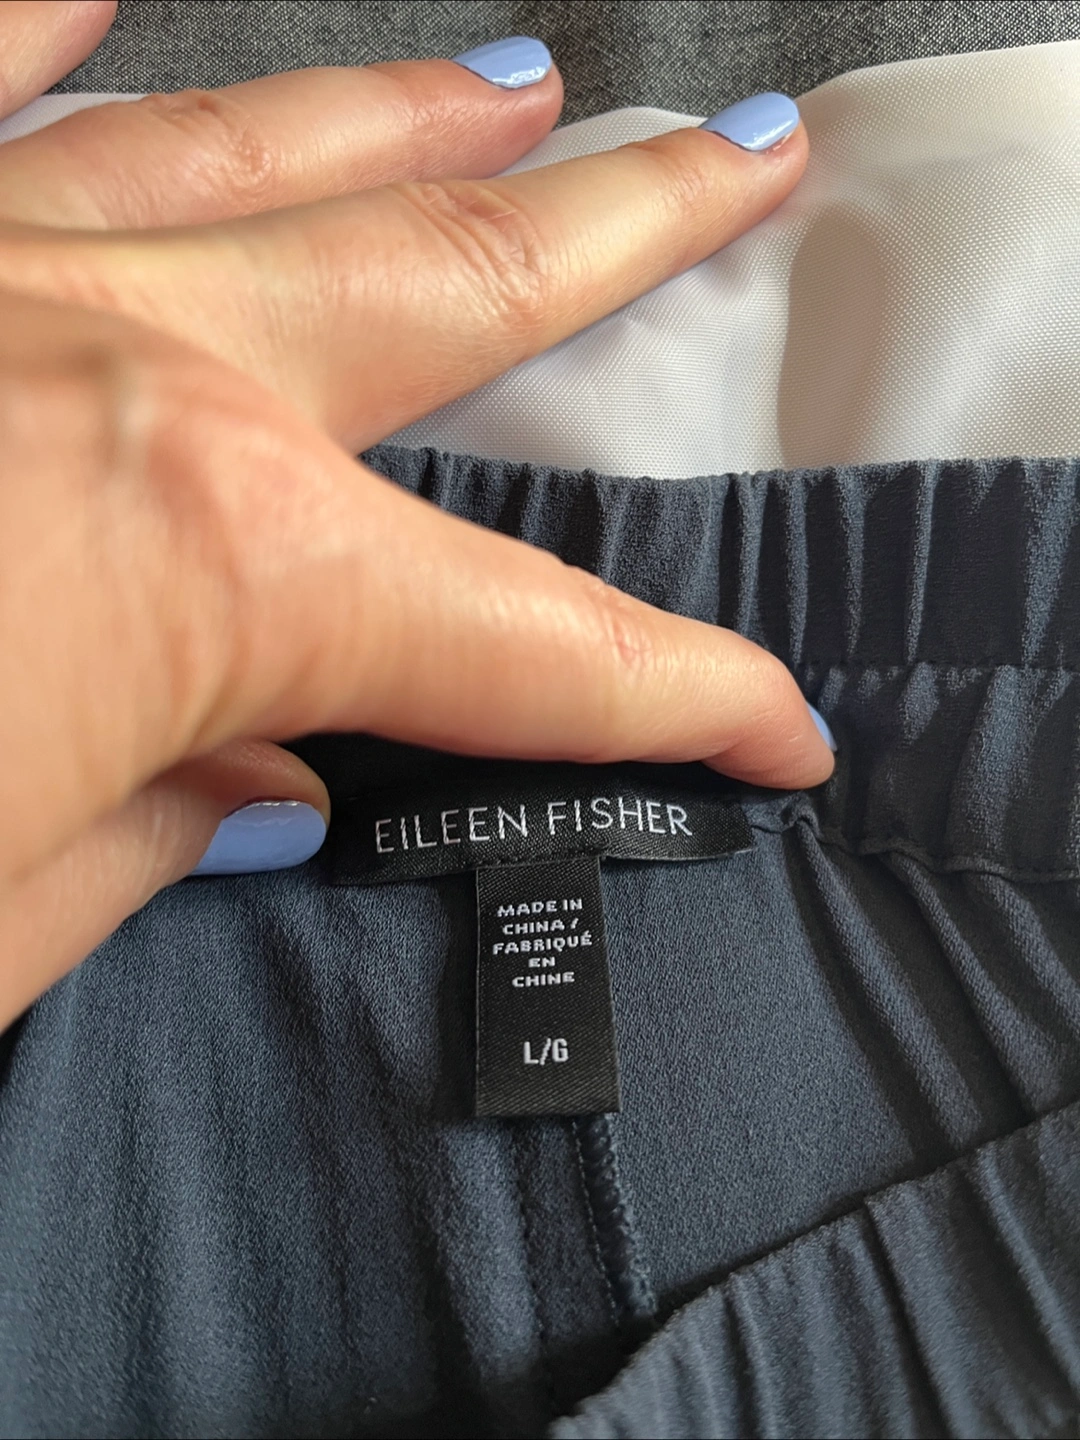 EILEEN FISHER
MADE IN
CHINA /
FABRIQUÉ
EN
CHINE
L/G